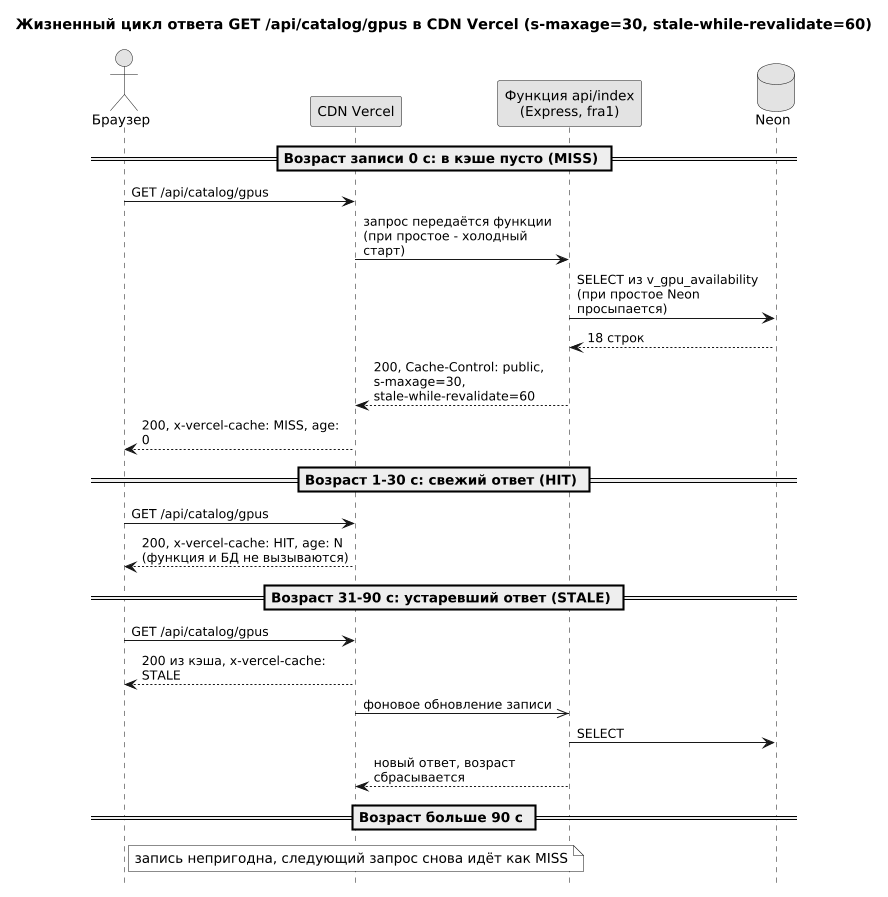 Жизненный цикл ответа GET /api/catalog/gpus в CDN Vercel (s-maxage=30, stale-while-revalidate=60)
Браузер
CDN Vercel
Функция api/index
(Express, fra1)
Neon
Возраст записи 0 с: в кэше пусто (MISS)
GET /api/catalog/gpus
запрос передаётся функции
(при простое - холодный
старт)
SELECT из v_gpu_availability
(при простое Neon
просыпается)
18 строк
200, Cache-Control: public,
s-maxage=30,
stale-while-revalidate=60
200, x-vercel-cache: MISS, age:
0
Возраст 1-30 с: свежий ответ (HIT)
GET /api/catalog/gpus
200, x-vercel-cache: HIT, age: N
(функция и БД не вызываются)
Возраст 31-90 с: устаревший ответ (STALE)
GET /api/catalog/gpus
200 из кэша, x-vercel-cache:
STALE
фоновое обновление записи
SELECT
новый ответ, возраст
сбрасывается
Возраст больше 90 с
запись непригодна, следующий запрос снова идёт как MISS